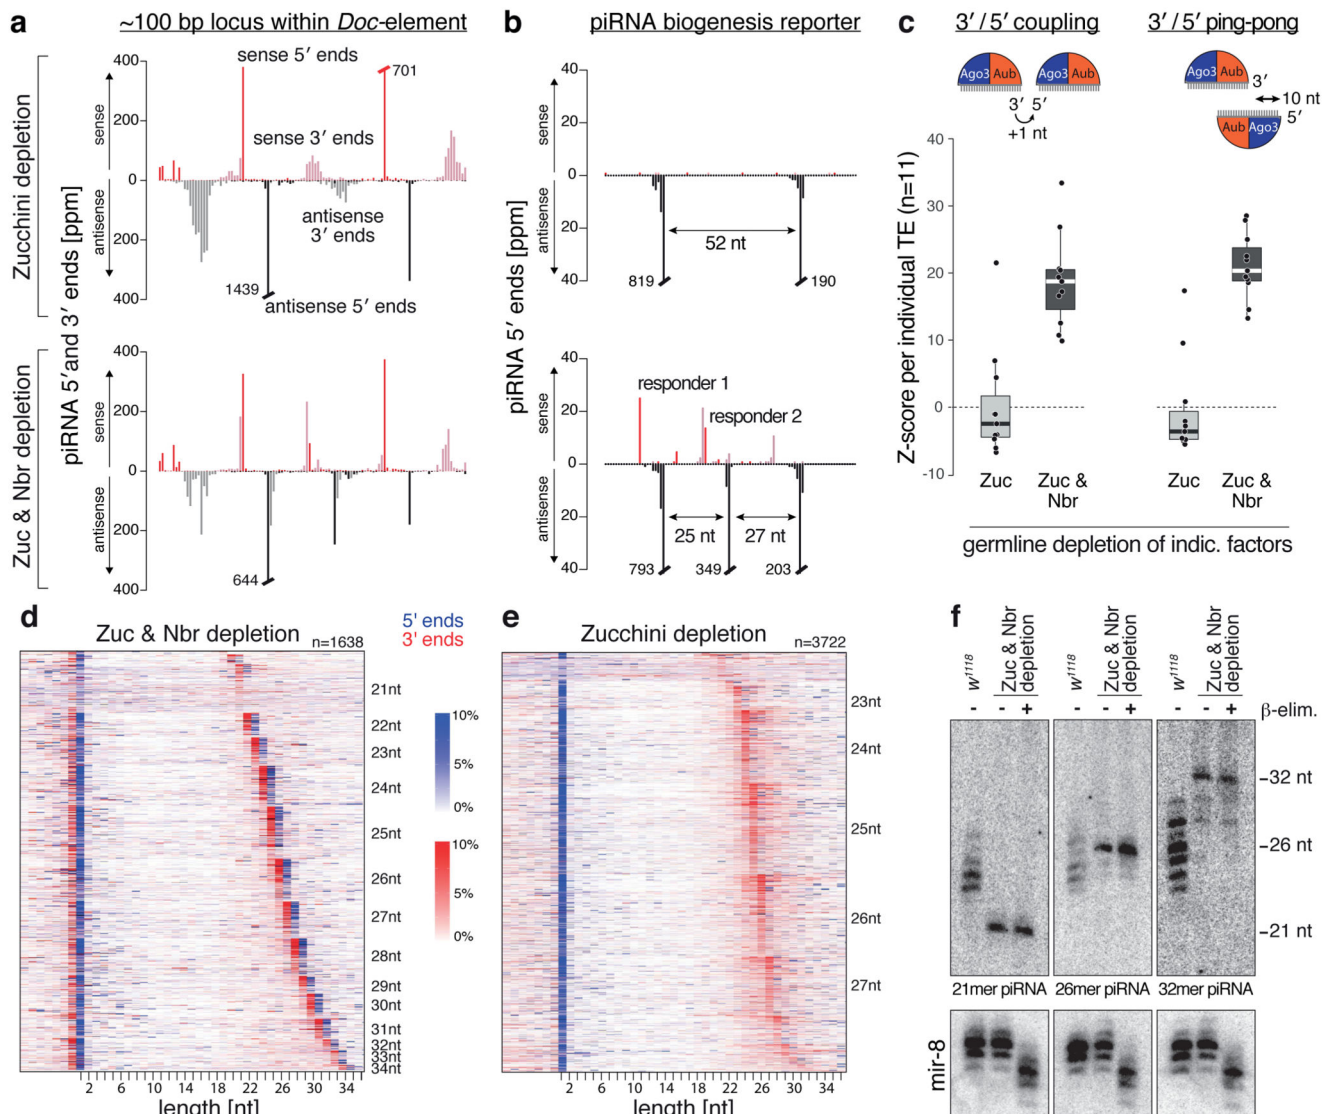 a
~100 bp locus within Doc-element
Zucchini depletion
Zuc & Nbr depletion
piRNA 5′and 3′ ends [ppm]
sense
antisense
400
200
0
200
400
sense 5′ ends
701
sense 3′ ends
antisense
3′ ends
1439
antisense 5′ ends
sense
antisense
400
200
0
200
400
644
b
piRNA biogenesis reporter
piRNA 5′ ends [ppm]
sense
antisense
40
20
0
20
40
52 nt
819
190
sense
antisense
40
20
0
20
40
responder 1
responder 2
25 nt
27 nt
793
349
203
c
3′ / 5′ coupling
3′ / 5′ ping-pong
Ago3 Aub
Ago3 Aub
3′ 5′
+1 nt
Ago3 Aub
3′
10 nt
5′
Aub Ago3
Z-score per individual TE (n=11)
40
30
20
10
0
-10
Zuc
Zuc &
Nbr
Zuc
Zuc &
Nbr
germline depletion of indic. factors
d
Zuc & Nbr depletion
n=1638
5' ends
3' ends
21nt
22nt
23nt
24nt
25nt
26nt
27nt
28nt
29nt
30nt
31nt
32nt
33nt
34nt
10%
5%
0%
10%
5%
0%
2 6 10 14 18 22 26 30 34
length [nt]
e
Zucchini depletion
n=3722
23nt
24nt
25nt
26nt
27nt
2 6 10 14 18 22 26 30 34
length [nt]
f
w1118
Zuc & Nbr
depletion
w1118
Zuc & Nbr
depletion
w1118
Zuc & Nbr
depletion
- - + - - + - - + β-elim.
–32 nt
–26 nt
–21 nt
21mer piRNA
26mer piRNA
32mer piRNA
mir-8